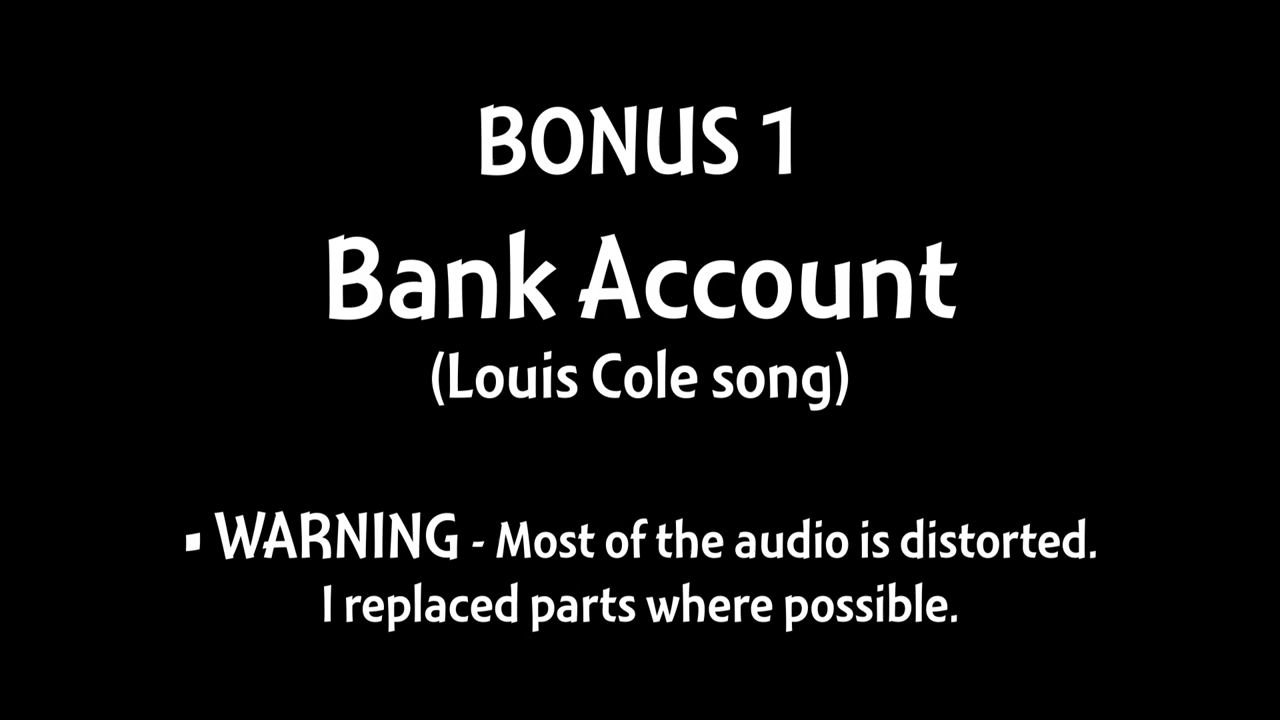 BONUS 1
Bank Account
(Louis Cole song)
▪ WARNING - Most of the audio is distorted.
I replaced parts where possible.